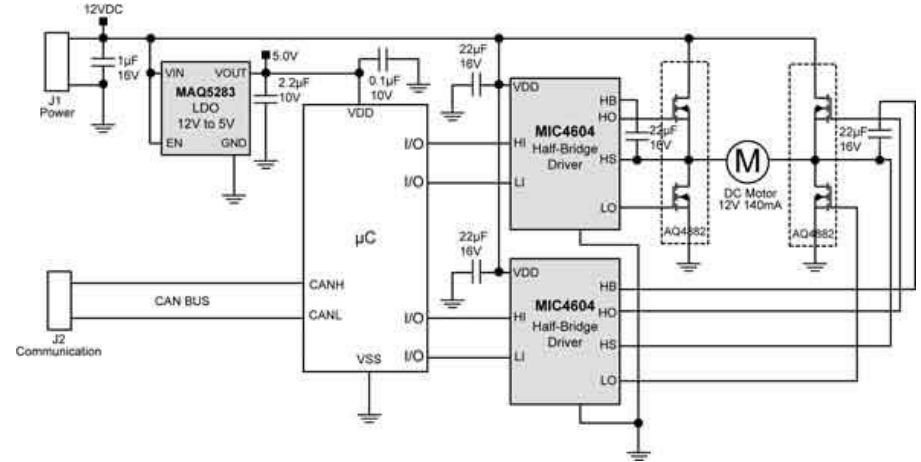 12VDC
J1
Power
1µF
16V
VIN
VOUT
MAQ5283
LDO
12V to 5V
EN
GND
5.0V
2.2µF
10V
0.1µF
10V
VDD
I/O
I/O
µC
CANH
CANL
I/O
I/O
VSS
CAN BUS
J2
Communication
22µF
16V
VDD
HB
HO
MIC4604
Half-Bridge
Driver
HI
HS
LI
LO
22µF
16V
AQ4882
M
DC Motor
12V 140mA
22µF
16V
AQ4882
22µF
16V
VDD
HB
MIC4604
Half-Bridge
Driver
HO
HI
HS
LI
LO